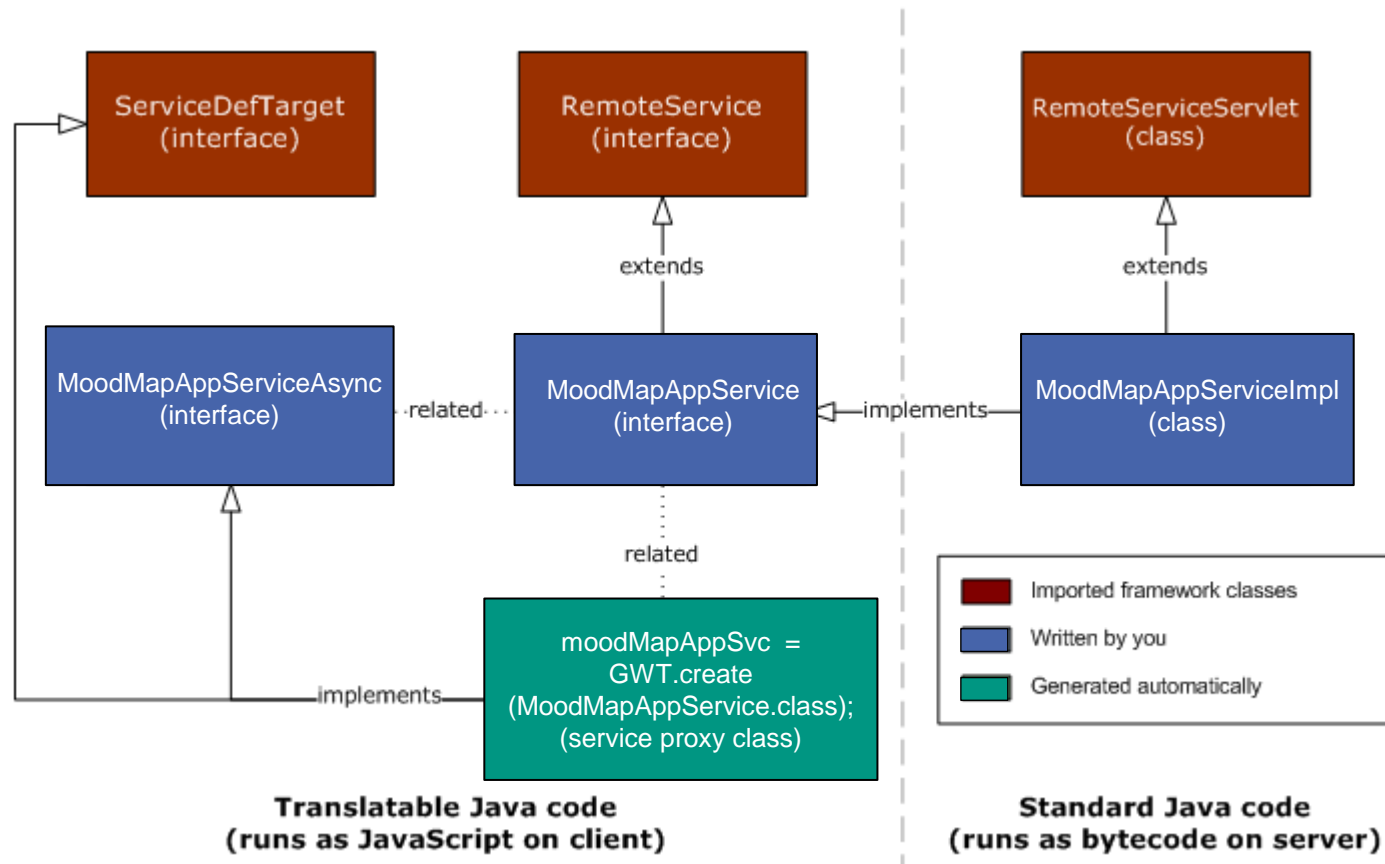 ServiceDefTarget
(interface)
RemoteService
(interface)
RemoteServiceServlet
(class)
extends
extends
MoodMapAppServiceAsync
(interface)
related
MoodMapAppService
(interface)
implements
MoodMapAppServiceImpl
(class)
related
implements
moodMapAppSvc =
GWT.create
(MoodMapAppService.class);
(service proxy class)
Imported framework classes
Written by you
Generated automatically
Translatable Java code
(runs as JavaScript on client)
Standard Java code
(runs as bytecode on server)